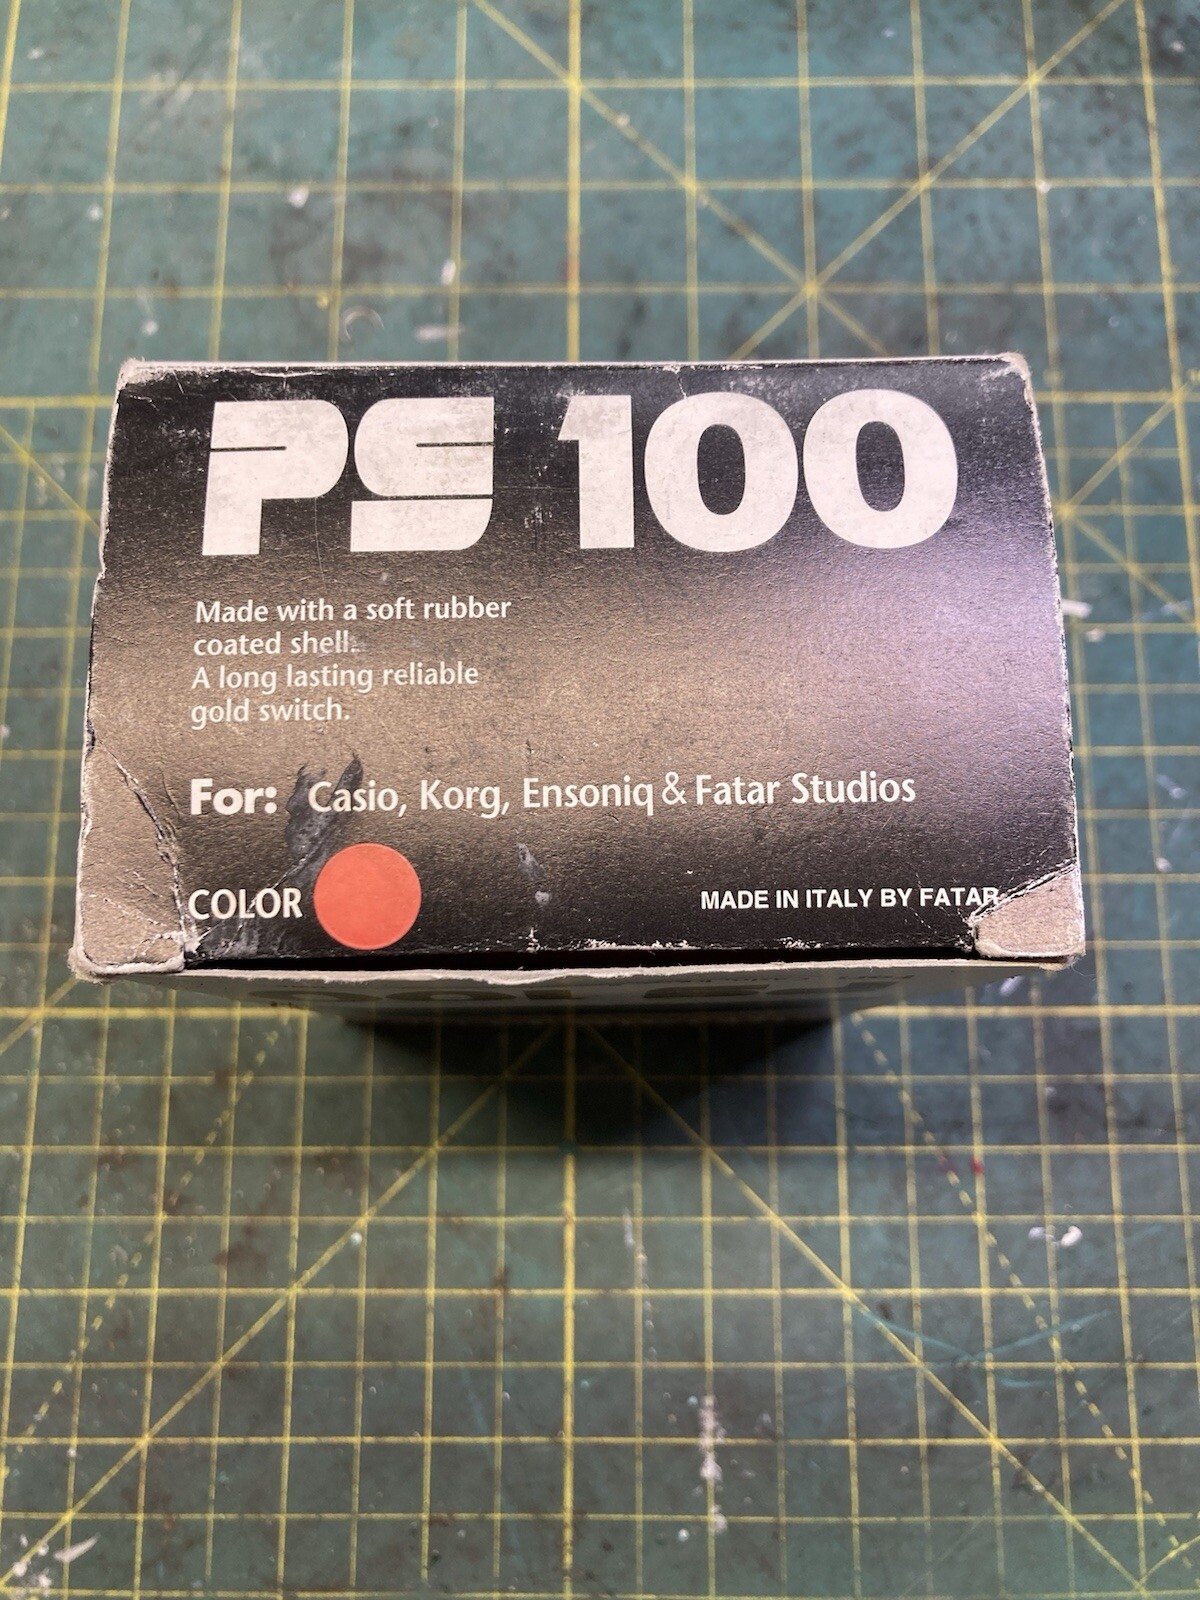 PS 100
Made with a soft rubber
coated shell.
A long lasting reliable
gold switch.
For: Casio, Korg, Ensoniq & Fatar Studios
COLOR
MADE IN ITALY BY FATAR